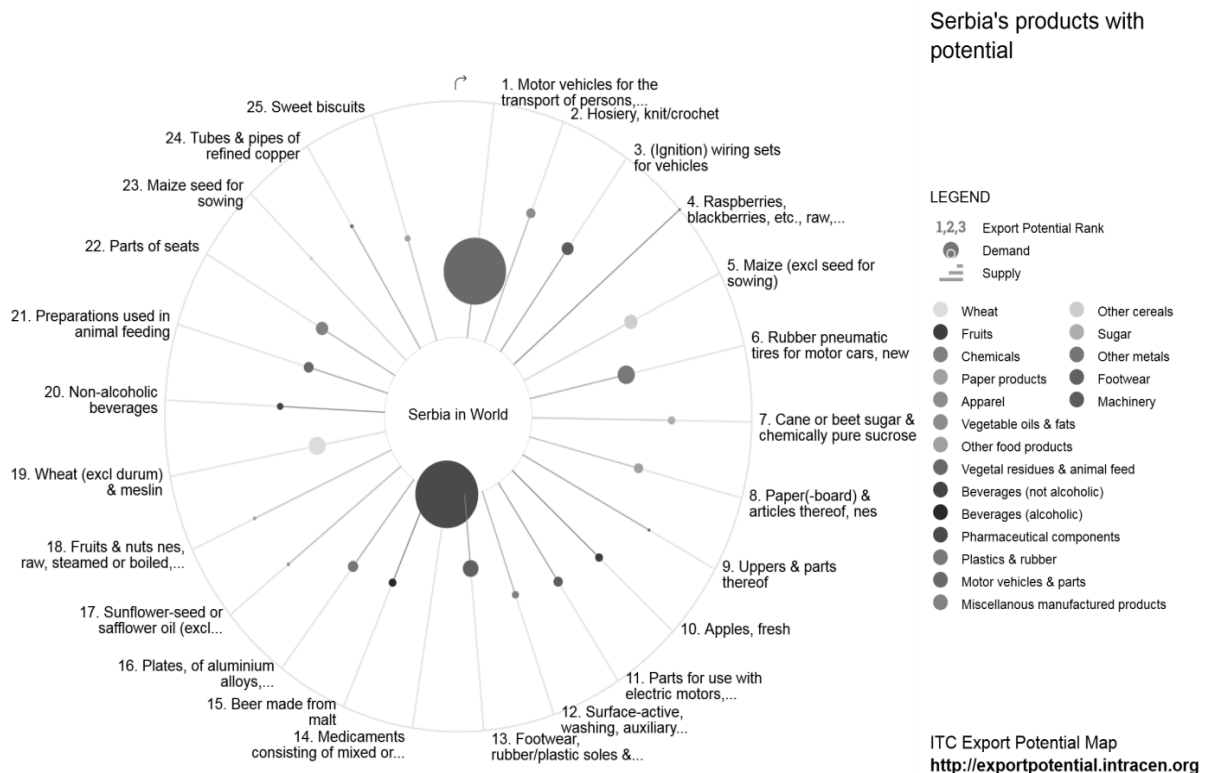 Serbia's products with
potential
1. Motor vehicles for the
transport of persons,...
2. Hosiery, knit/crochet
3. (Ignition) wiring sets
for vehicles
4. Raspberries,
blackberries, etc., raw,...
5. Maize (excl seed for
sowing)
6. Rubber pneumatic
tires for motor cars, new
7. Cane or beet sugar &
chemically pure sucrose
8. Paper(-board) &
articles thereof, nes
9. Uppers & parts
thereof
10. Apples, fresh
11. Parts for use with
electric motors,...
12. Surface-active,
washing, auxiliary...
13. Footwear,
rubber/plastic soles &...
14. Medicaments
consisting of mixed or...
15. Beer made from
malt
16. Plates, of aluminium
alloys,...
17. Sunflower-seed or
safflower oil (excl...
18. Fruits & nuts nes,
raw, steamed or boiled,...
19. Wheat (excl durum)
& meslin
20. Non-alcoholic
beverages
21. Preparations used in
animal feeding
22. Parts of seats
23. Maize seed for
sowing
24. Tubes & pipes of
refined copper
25. Sweet biscuits
Serbia in World
LEGEND
1,2,3 Export Potential Rank
Demand
Supply
Wheat
Fruits
Chemicals
Paper products
Apparel
Vegetable oils & fats
Other food products
Vegetal residues & animal feed
Beverages (not alcoholic)
Beverages (alcoholic)
Pharmaceutical components
Plastics & rubber
Motor vehicles & parts
Miscellanous manufactured products
Other cereals
Sugar
Other metals
Footwear
Machinery
ITC Export Potential Map
http://exportpotential.intracen.org